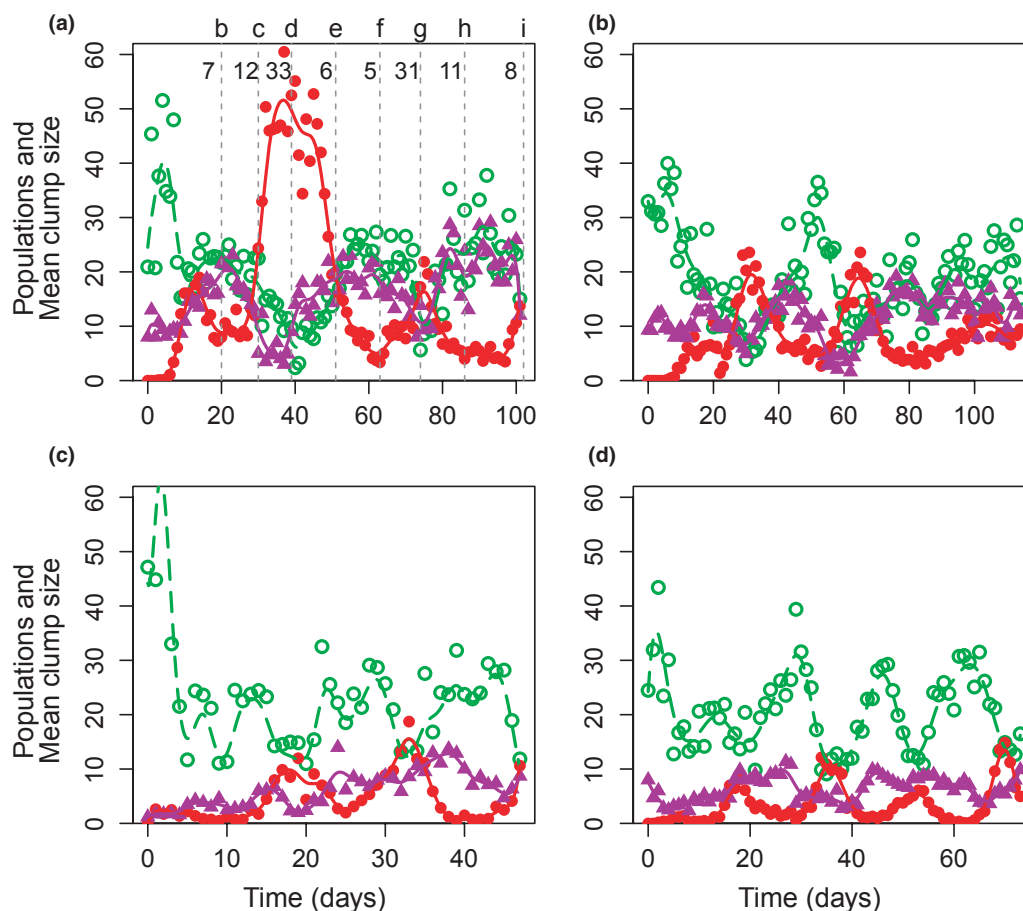 (a) b c d e f g h i
7 12 33 6 5 31 11 8
Populations and
Mean clump size
0 10 20 30 40 50 60
0 20 40 60 80 100
(b)
0 10 20 30 40 50 60
0 20 40 60 80 100
(c)
Populations and
Mean clump size
0 10 20 30 40 50 60
0 10 20 30 40
Time (days)
(d)
0 10 20 30 40 50 60
0 20 40 60
Time (days)